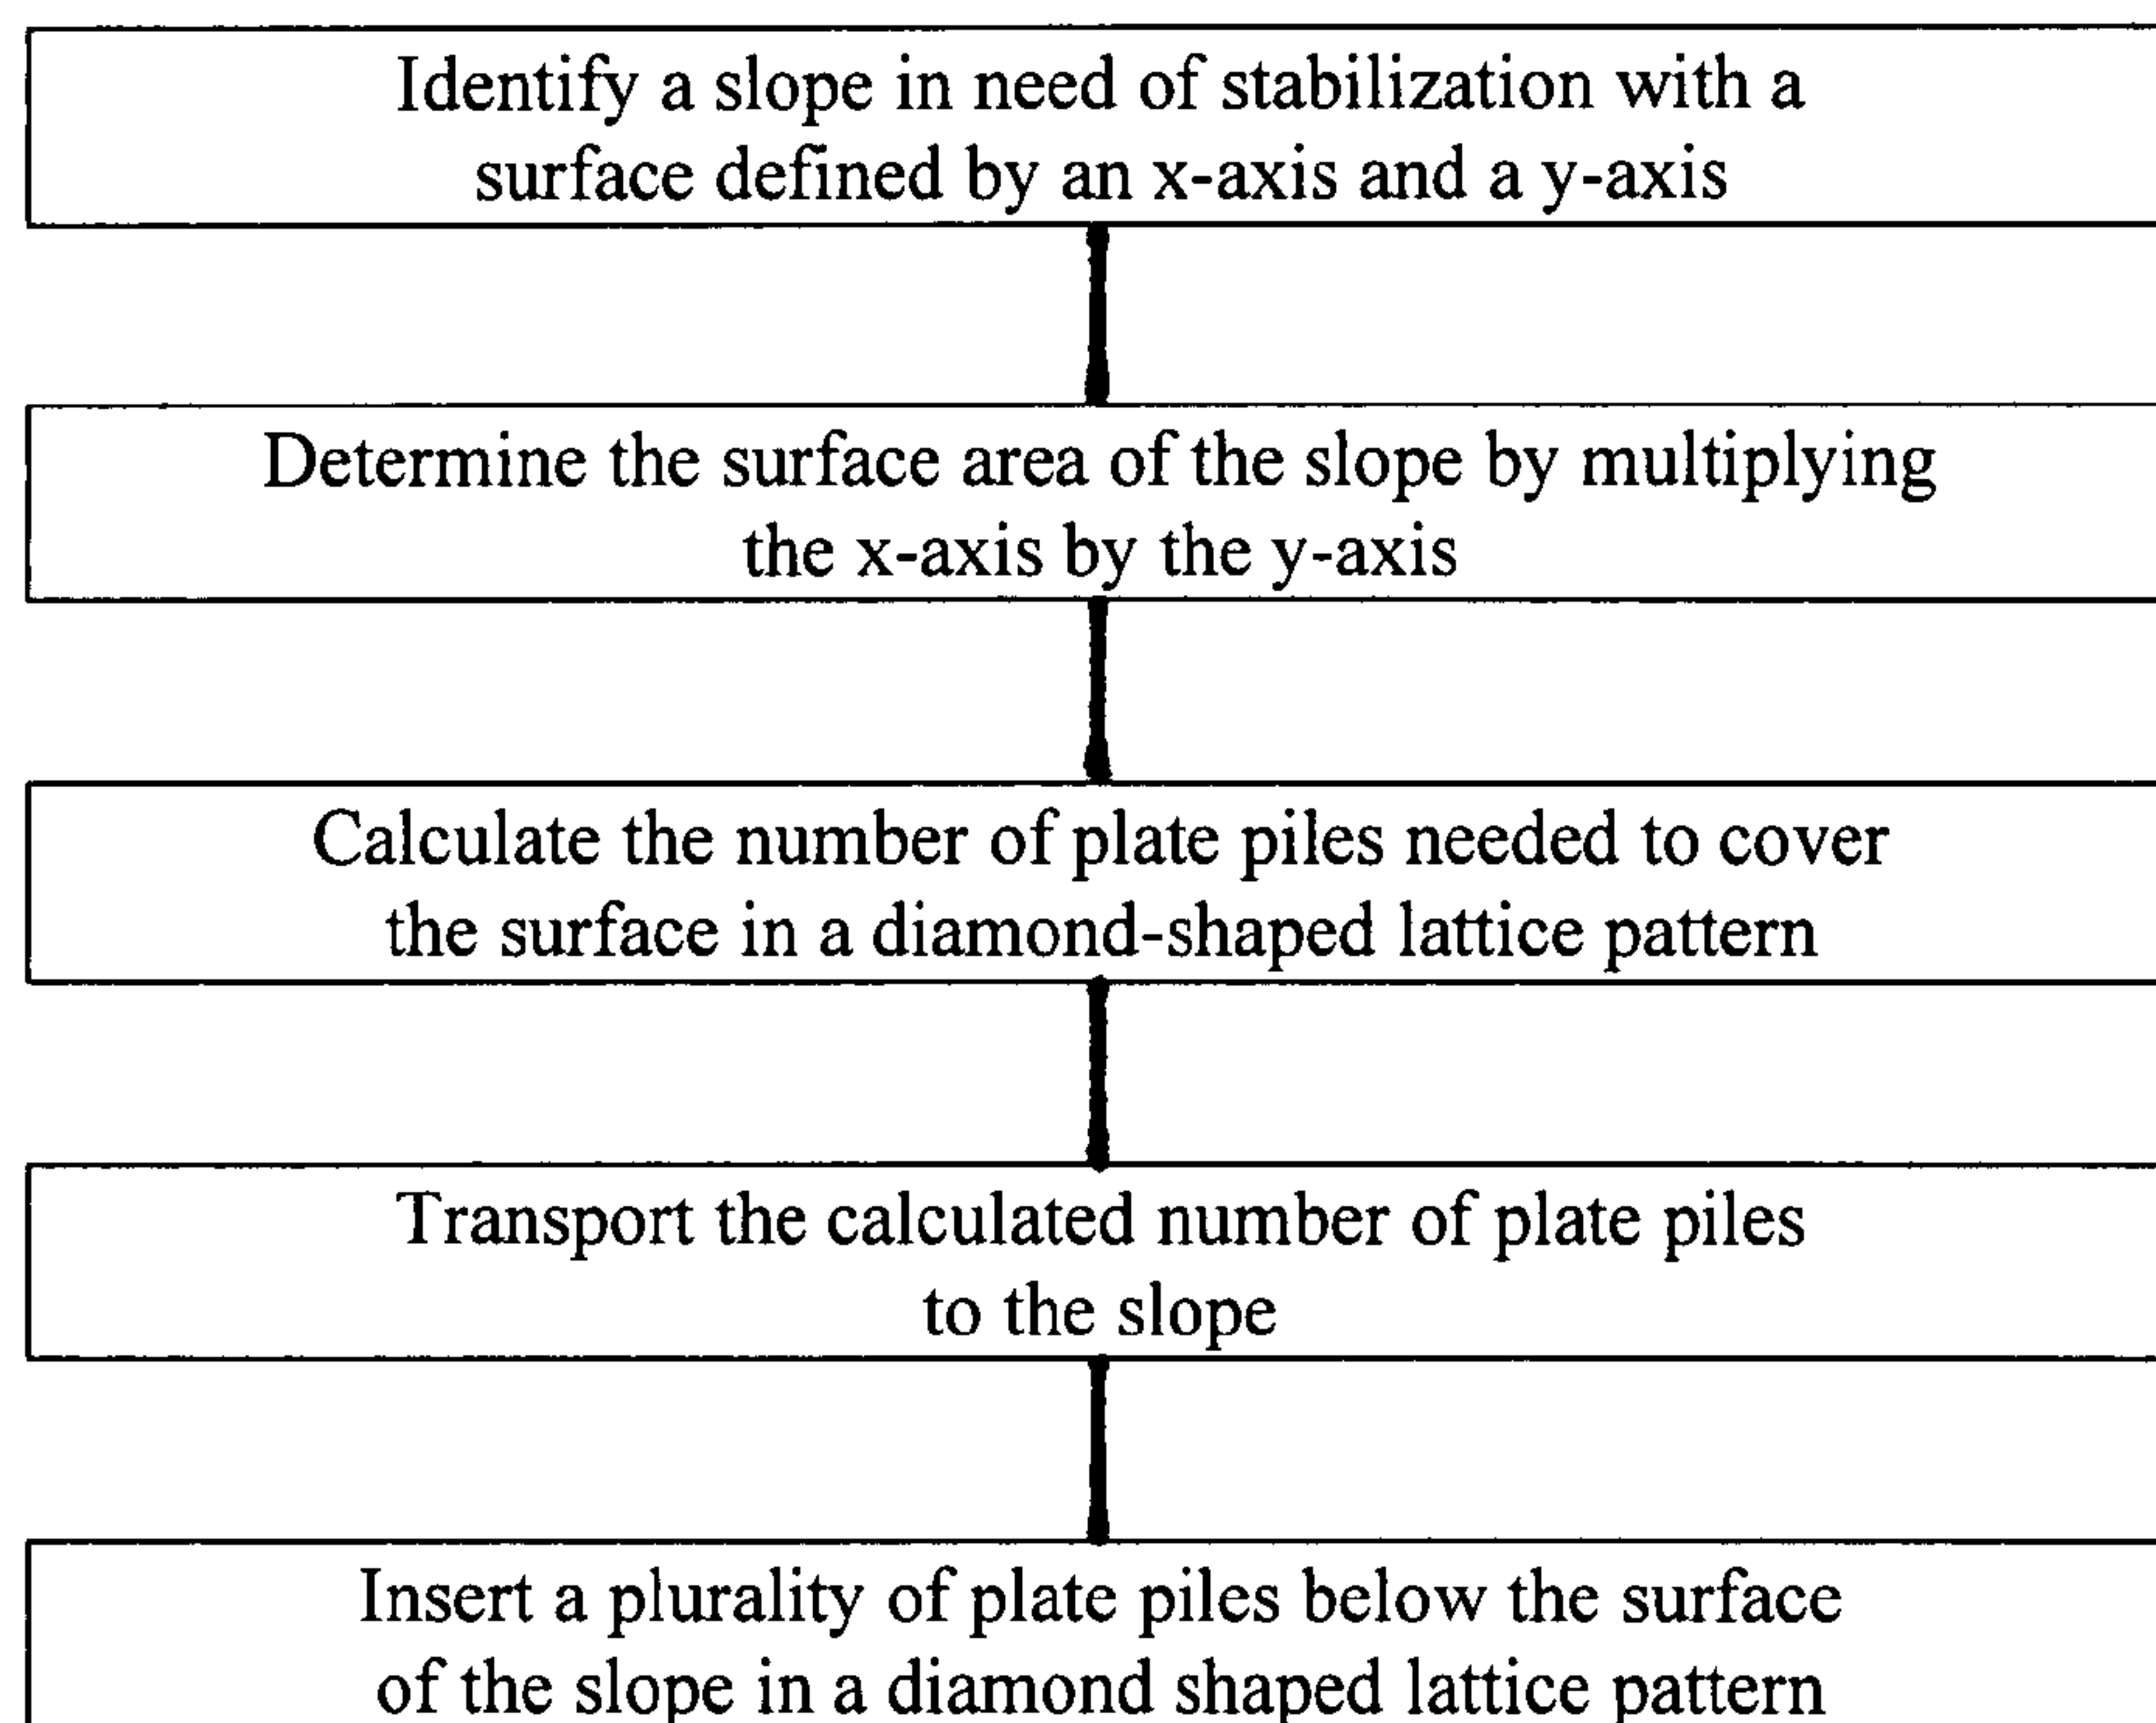 Identify a slope in need of stabilization with a
surface defined by an x-axis and a y-axis
Determine the surface area of the slope by multiplying
the x-axis by the y-axis
Calculate the number of plate piles needed to cover
the surface in a diamond-shaped lattice pattern
Transport the calculated number of plate piles
to the slope
Insert a plurality of plate piles below the surface
of the slope in a diamond shaped lattice pattern